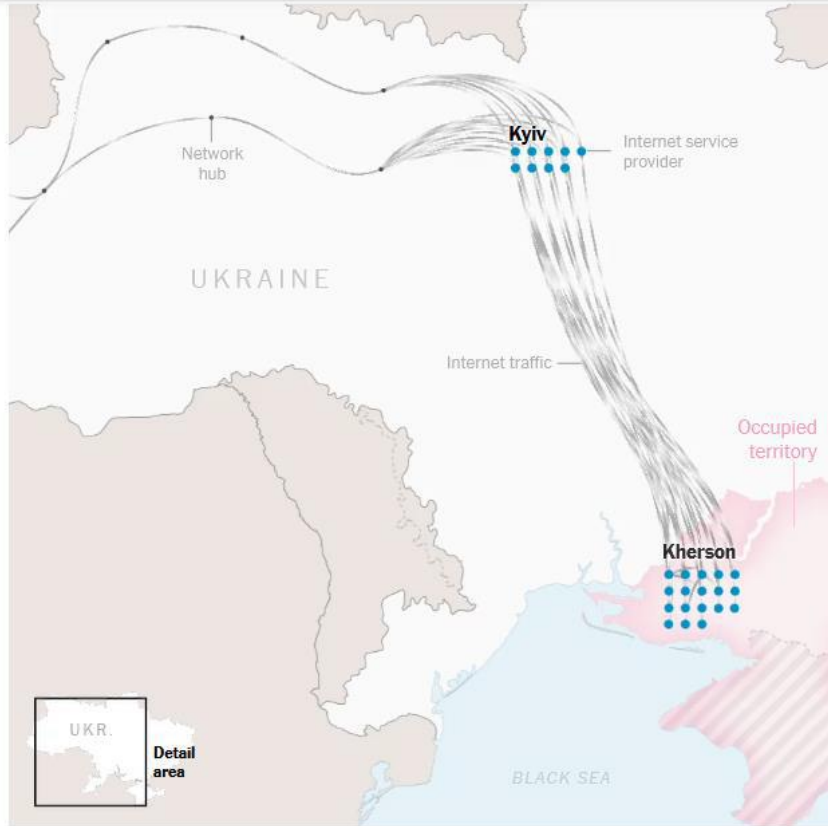 Kyiv
Internet service
provider
Network
hub
UKRAINE
Internet traffic
Occupied
territory
Kherson
UKR.
Detail
area
BLACK SEA